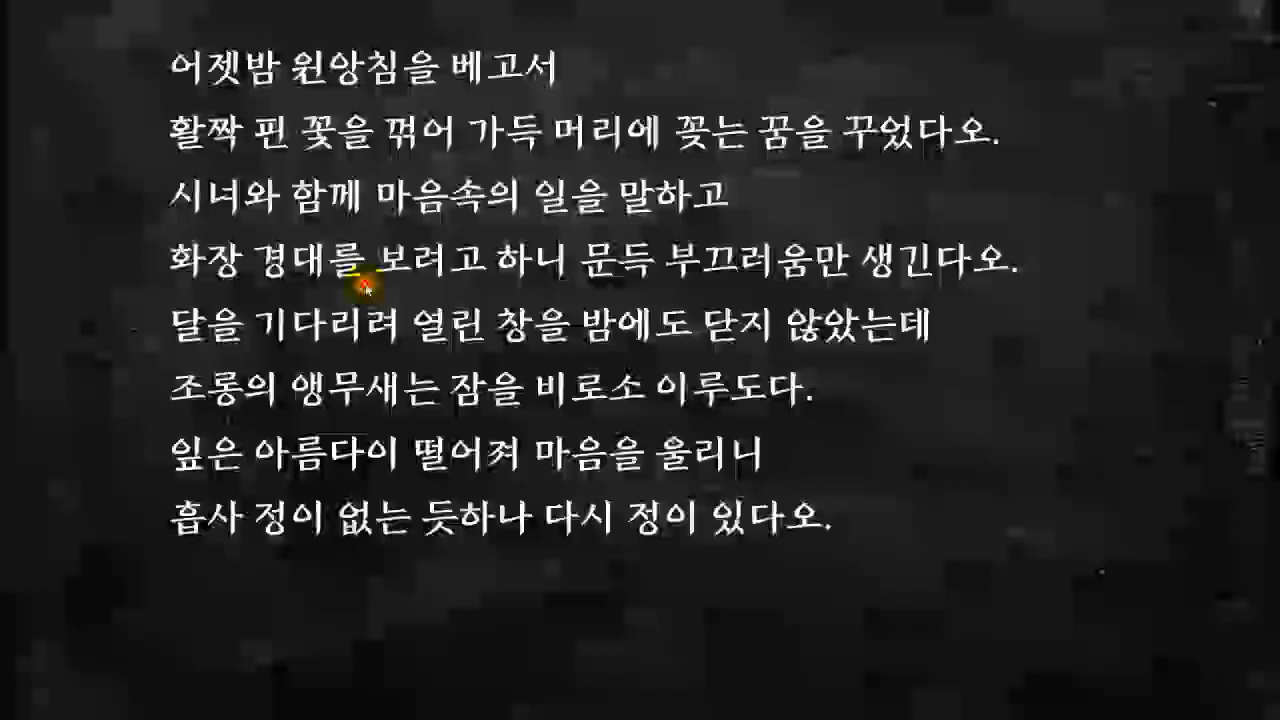 어젯밤 원앙침을 베고서
활짝 핀 꽃을 꺾어 가득 머리에 꽂는 꿈을 꾸었다오.
시녀와 함께 마음속의 일을 말하고
화장 경대를 보려고 하니 문득 부끄러움만 생긴다오.
달을 기다리려 열린 창을 밤에도 닫지 않았는데
조롱의 앵무새는 잠을 비로소 이루도다.
잎은 아름다이 떨어져 마음을 울리니
흡사 정이 없는 듯하나 다시 정이 있다오.